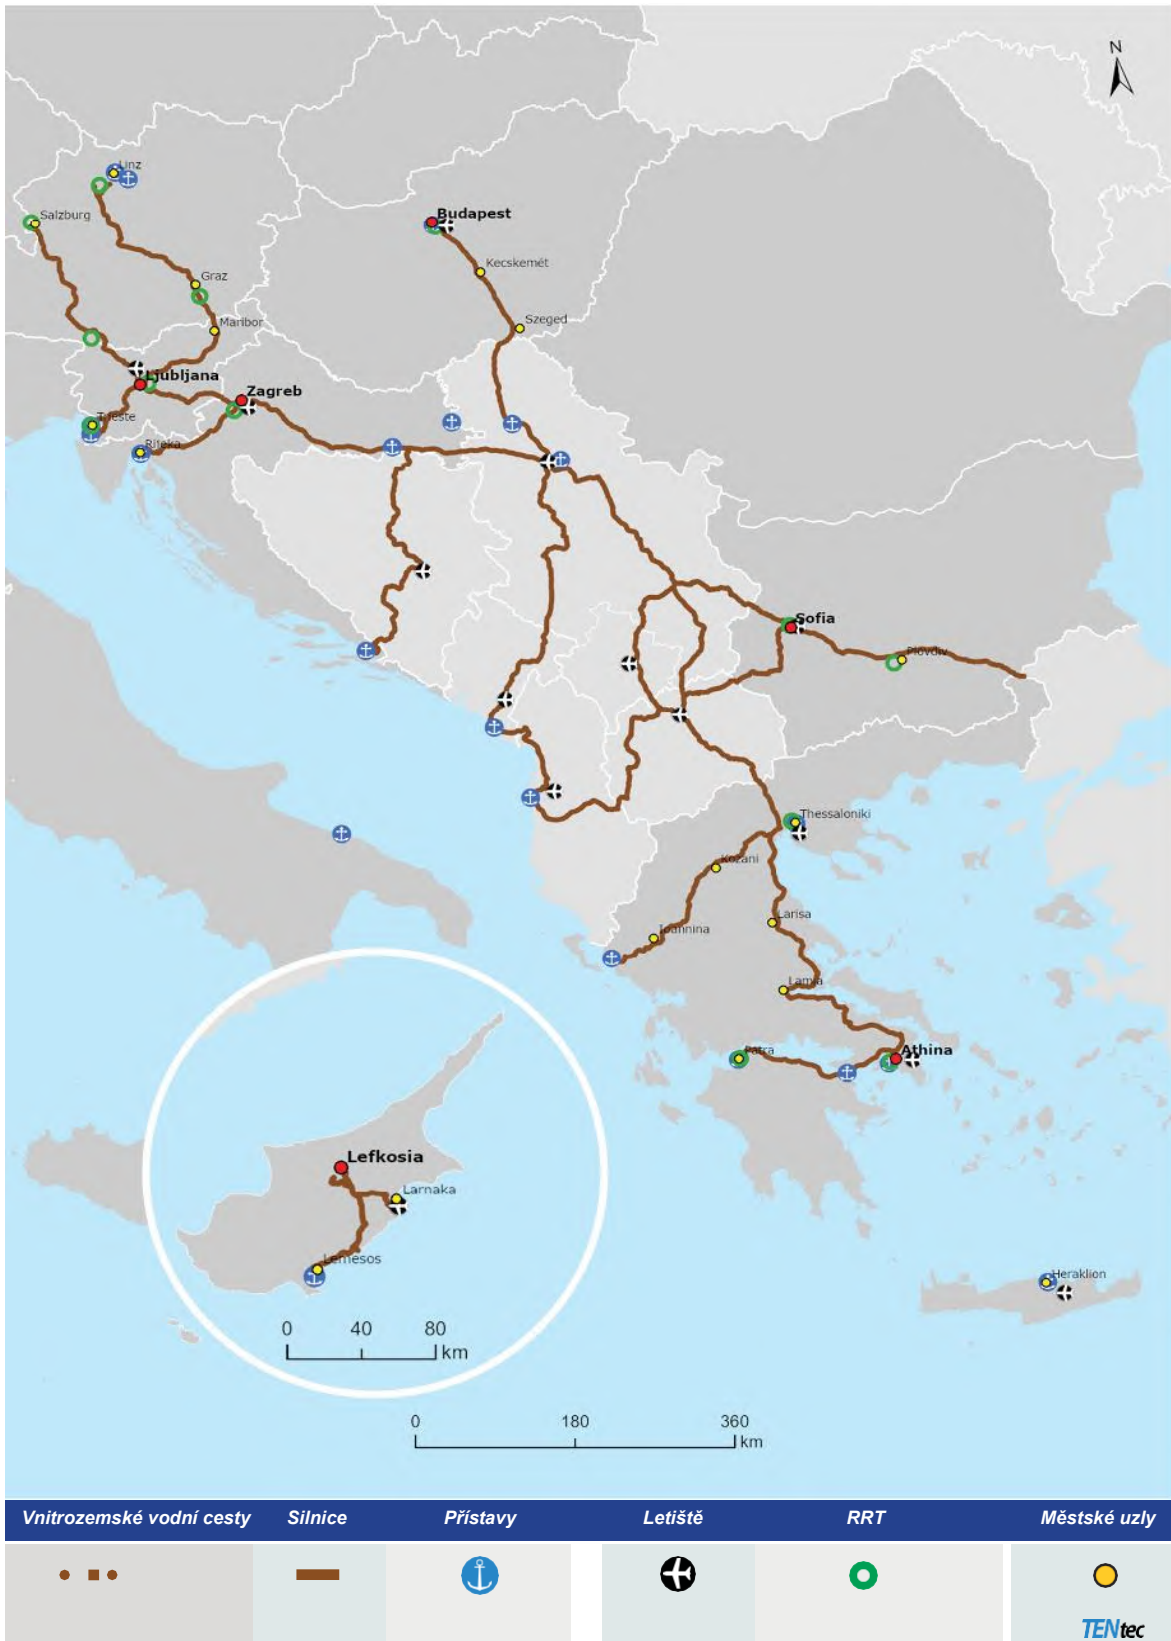 N
Linz
Salzburg
Budapest
Kecskemét
Graz
Szeged
Maribor
Ljubljana
Zagreb
Trieste
Rijeka
Sofia
Plovdiv
Thessaloniki
Kozani
Larisa
Ioannina
Lamia
Patra
Athina
Lefkosia
Larnaka
Lemesos
Heraklion
0 40 80
km
0 180 360
km
Vnitrozemské vodní cesty Silnice Přístavy Letiště RRT Městské uzly
TENtec